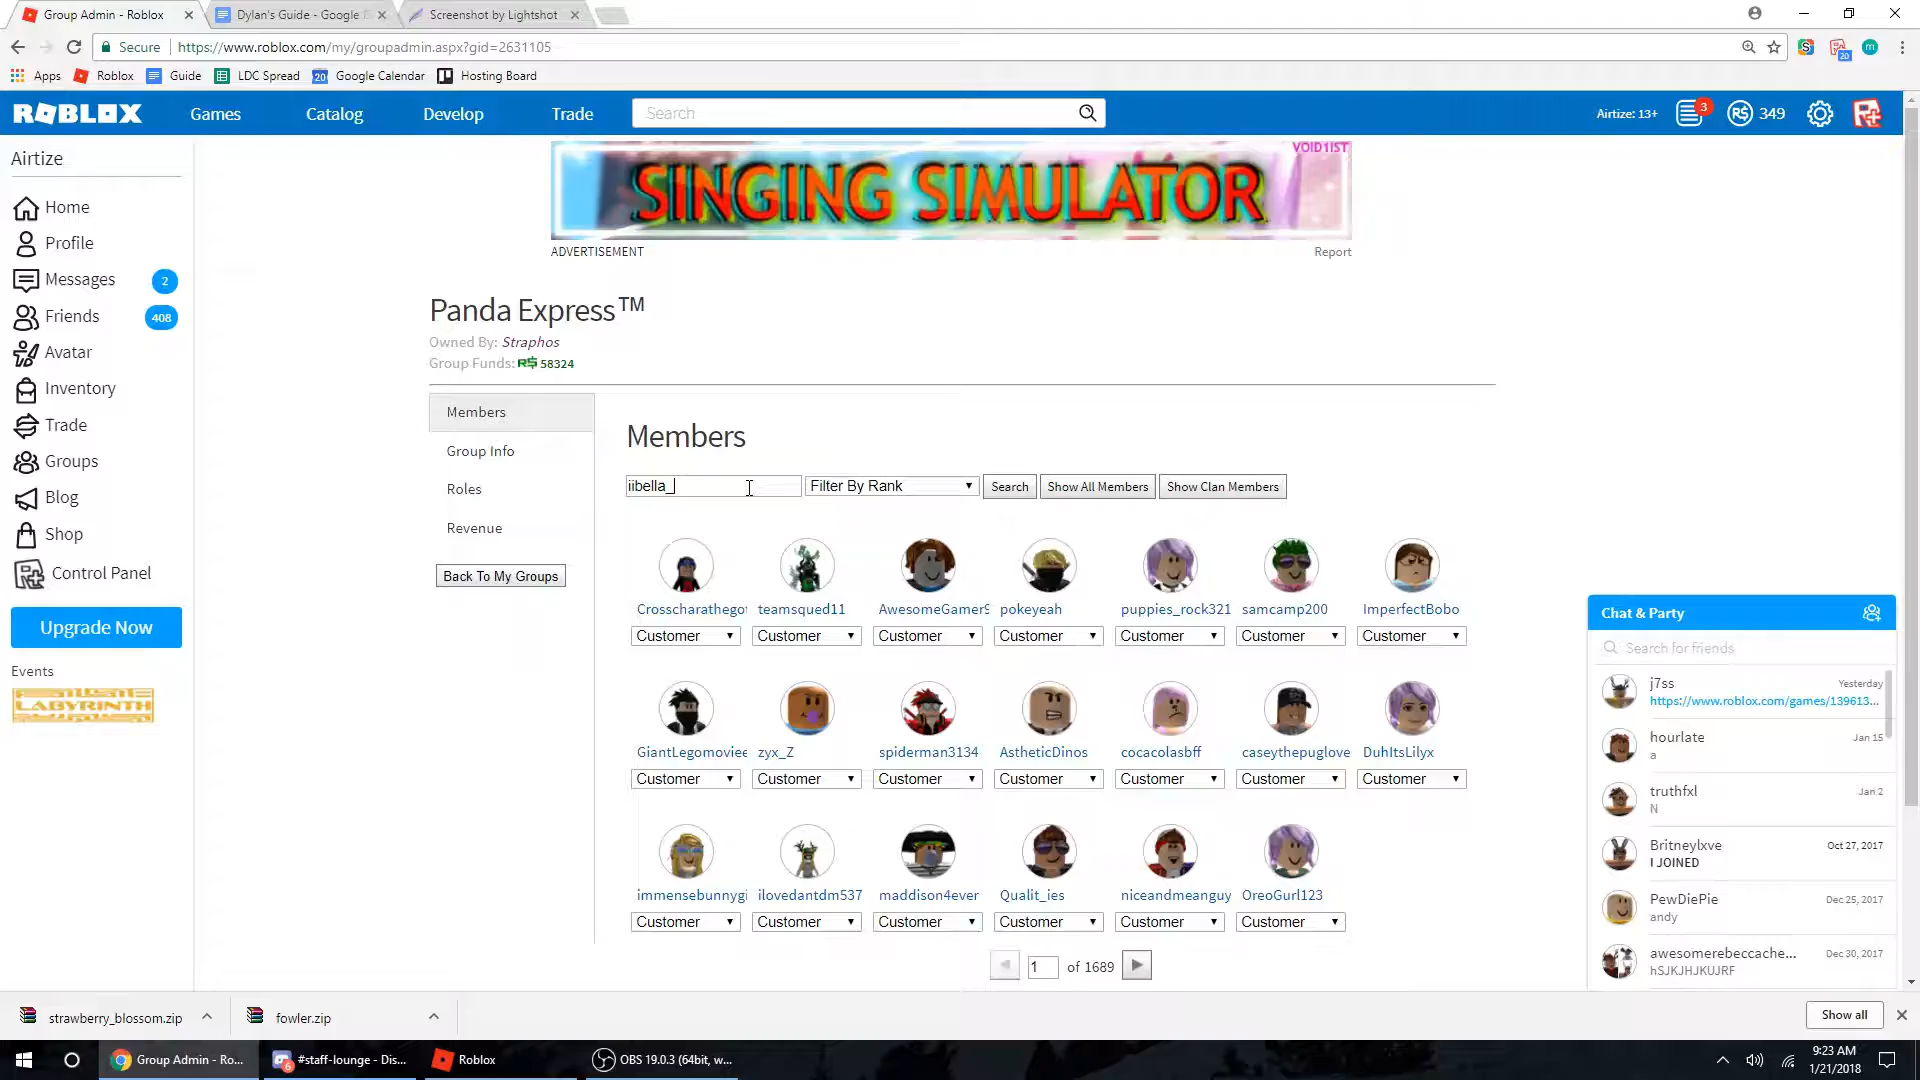 Group Admin - Roblox
Dylan's Guide - Google
Screenshot by Lightshot
Secure
https://www.roblox.com/my/groupadmin.aspx?gid=2631105
20
m
Apps
Roblox
Guide
LDC Spread
20
Google Calendar
Hosting Board
ROBLOX
Games
Catalog
Develop
Trade
Search
Airtize: 13+
3
R$
349
Airtize
VOID1IST
SINGING SIMULATOR
ADVERTISEMENT
Report
Home
Profile
Messages
2
Friends
408
Avatar
Inventory
Trade
Groups
Blog
Shop
Control Panel
Upgrade Now
Events
LABYRINTH
Panda Express™
Owned By: Straphos
Group Funds: R$ 58324
Members
Group Info
Roles
Revenue
Back To My Groups
Members
iibella_
Filter By Rank
Search
Show All Members
Show Clan Members
Crosscharathegot
teamsqued11
AwesomeGamer9
pokeyeah
puppies_rock321
samcamp200
ImperfectBobo
Customer
Customer
Customer
Customer
Customer
Customer
Customer
GiantLegomoviee
zyx_Z
spiderman3134
AstheticDinos
cocacolasbff
caseythepuglove
DuhItsLilyx
Customer
Customer
Customer
Customer
Customer
Customer
Customer
immensebunnygi
ilovedantdm537
maddison4ever
Qualit_ies
niceandmeanguy
OreoGurl123
Customer
Customer
Customer
Customer
Customer
Customer
1 of 1689
Chat & Party
Search for friends
j7ss
Yesterday
https://www.roblox.com/games/139613...
hourlate
Jan 15
a
truthfxl
Jan 2
N
Britneylxve
Oct 27, 2017
I JOINED
PewDiePie
Dec 25, 2017
andy
awesomerebeccache...
Dec 30, 2017
hSJKJHJKUJRF
strawberry_blossom.zip
fowler.zip
Show all
Group Admin - Ro...
6
#staff-lounge - Dis...
Roblox
OBS 19.0.3 (64bit, w...
9:23 AM
1/21/2018